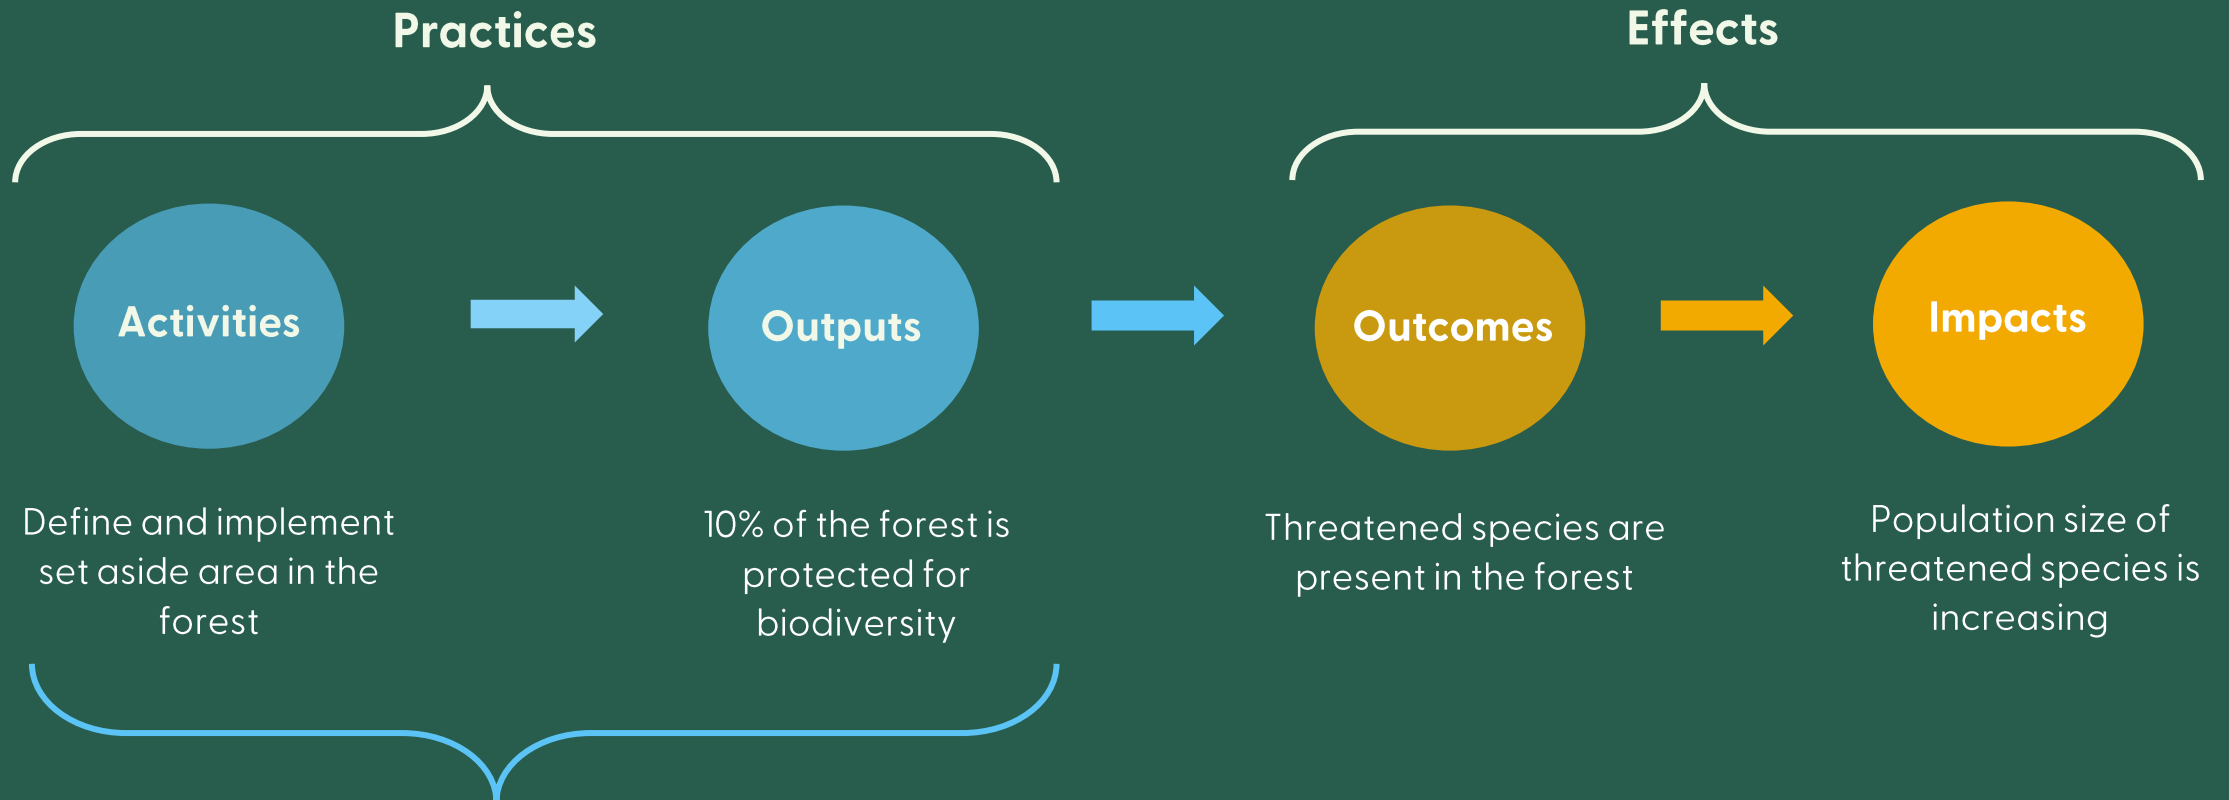 Practices
Effects
Activities
Outputs
Outcomes
Impacts
Define and implement
set aside area in the
forest
10% of the forest is
protected for
biodiversity
Threatened species are
present in the forest
Population size of
threatened species is
increasing